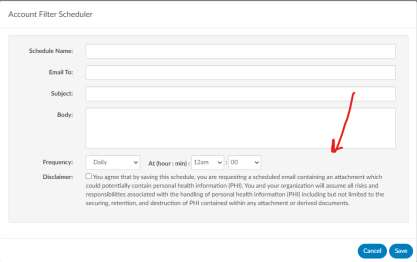 Account Filter Scheduler
Schedule Name:
Email To:
Subject:
Body:
Frequency: Daily At (hour : min) : 12am : 00
Disclaimer: You agree that by saving this schedule, you are requesting a scheduled email containing an attachment which
could potentially contain personal health information (PHI). You and your organization will assume all risks and
responsibilities associated with the handling of personal health information (PHI) including but not limited to the
securing, retention, and destruction of PHI contained within any attachment or derived documents.
Cancel Save